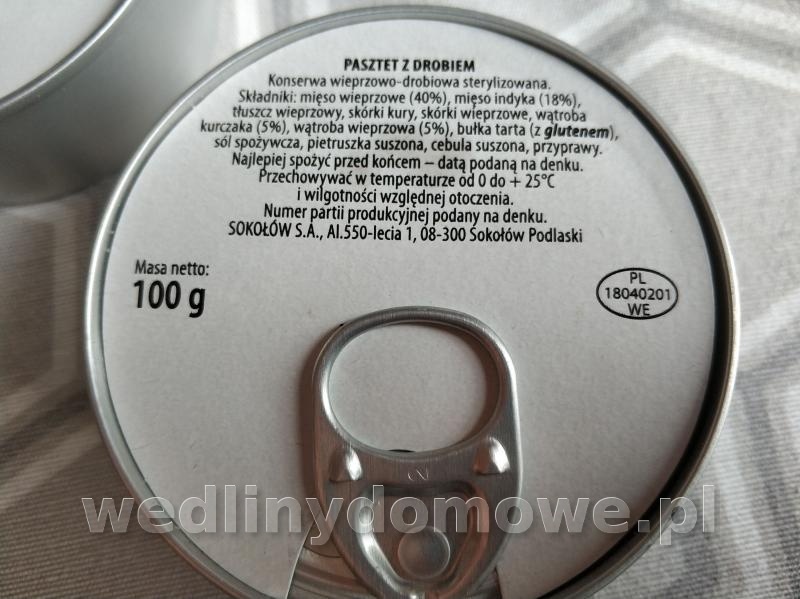 PASZTET Z DROBIEM
Konserwa wieprzowo-drobiowa sterylizowana.
Składniki: mięso wieprzowe (40%), mięso indyka (18%),
tłuszcz wieprzowy, skórki kury, skórki wieprzowe, wątroba
kurczaka (5%), wątroba wieprzowa (5%), bułka tarta (z glutenem),
sól spożywcza, pietruszka suszona, cebula suszona, przyprawy.
Najlepiej spożyć przed końcem – datą podaną na denku.
Przechowywać w temperaturze od 0 do + 25°C
i wilgotności względnej otoczenia.
Numer partii produkcyjnej podany na denku.
SOKOŁÓW S.A., Al.550-lecia 1, 08-300 Sokołów Podlaski
Masa netto:
100 g
PL
18040201
WE
wedlinydomowe.pl